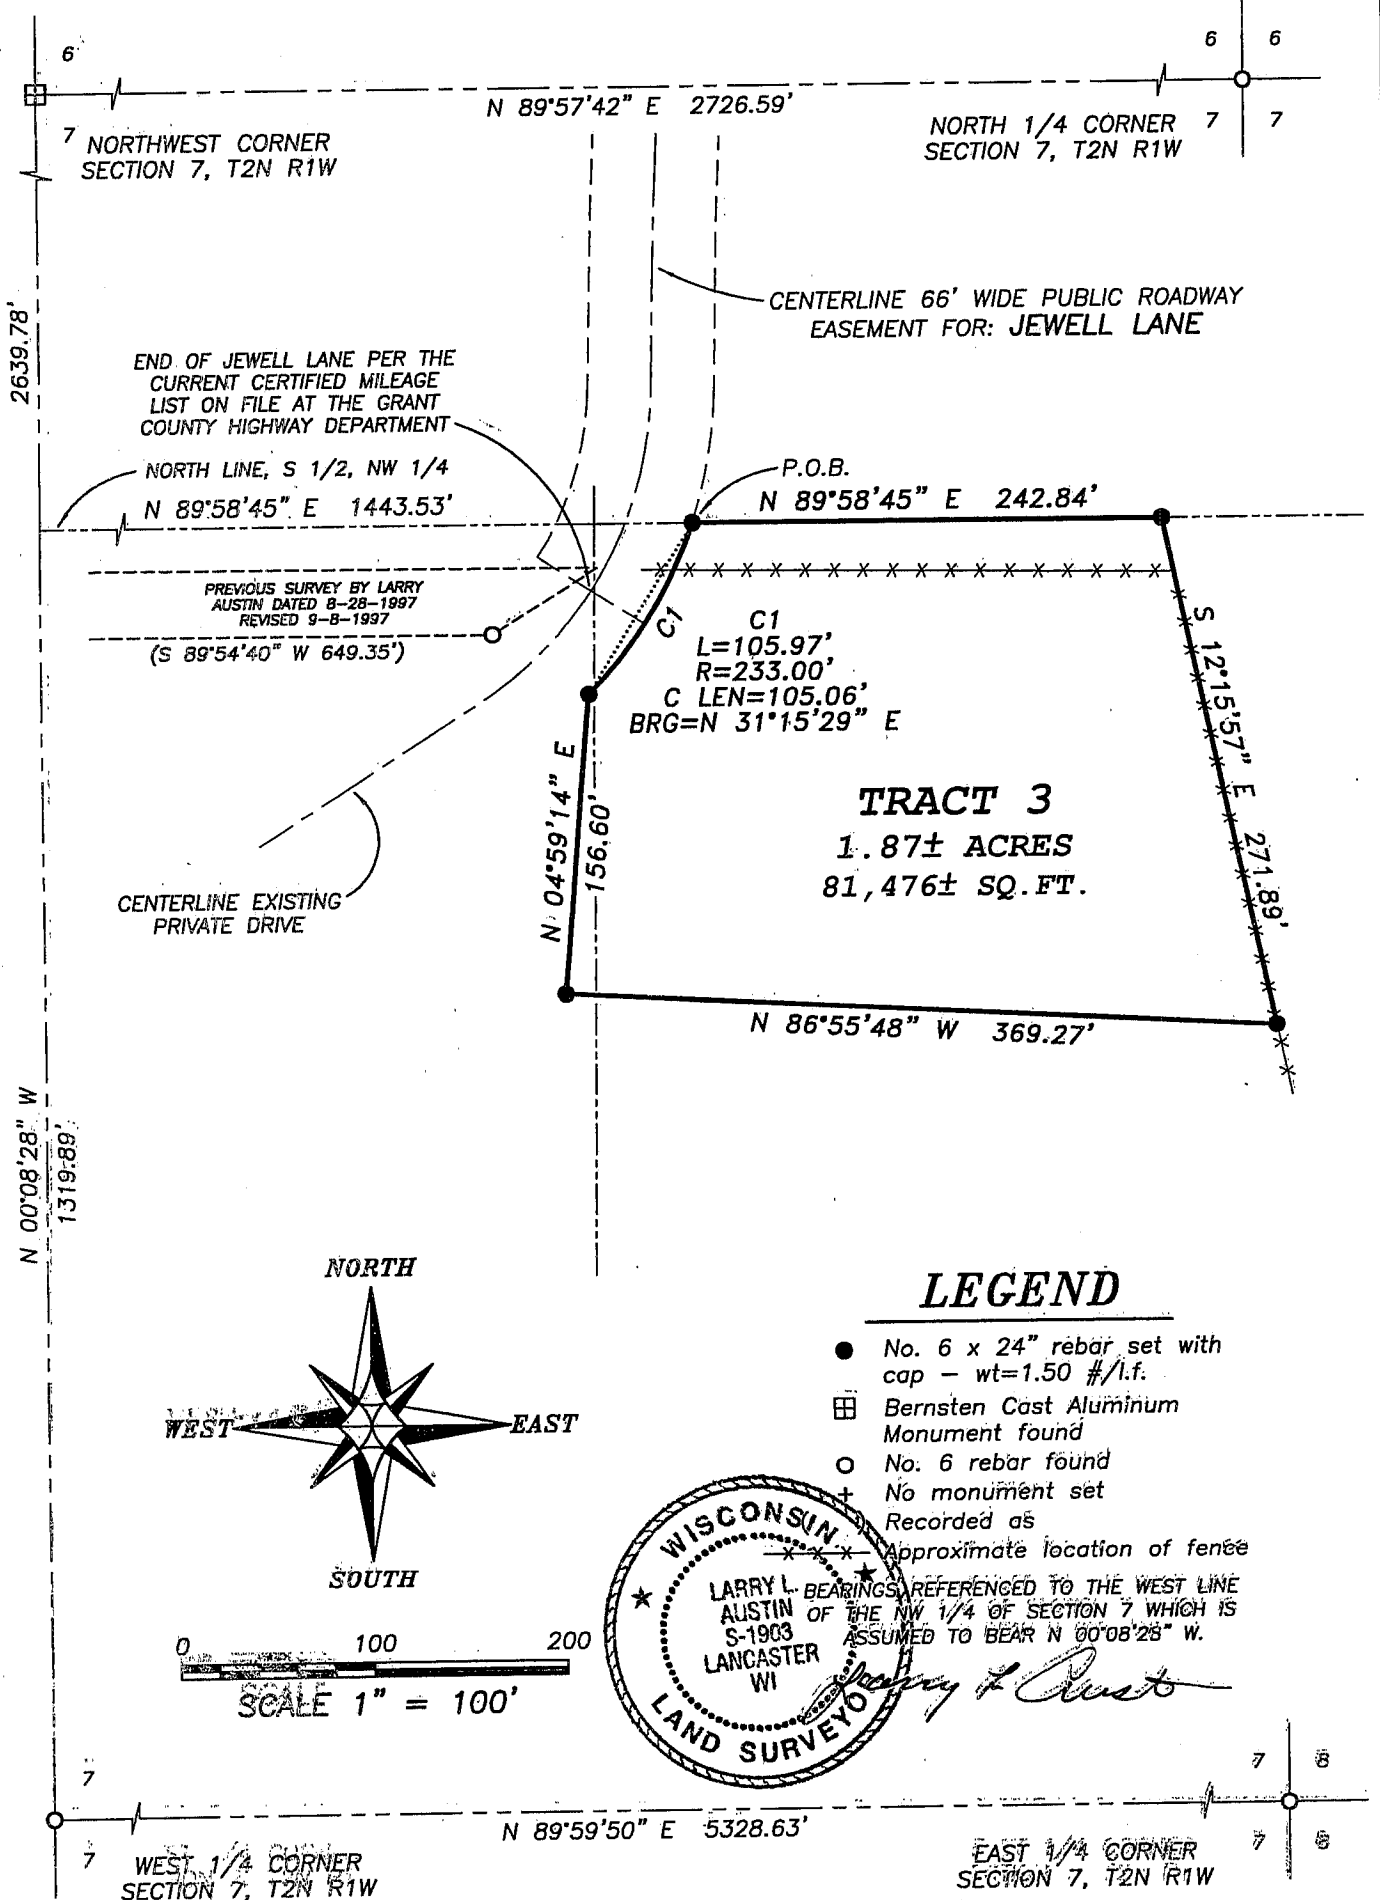 6
6 6
N 89°57'42" E 2726.59'
7 NORTHWEST CORNER
SECTION 7, T2N R1W
NORTH 1/4 CORNER 7 7
SECTION 7, T2N R1W
2639.78'
CENTERLINE 66' WIDE PUBLIC ROADWAY
EASEMENT FOR: JEWELL LANE
END OF JEWELL LANE PER THE
CURRENT CERTIFIED MILEAGE
LIST ON FILE AT THE GRANT
COUNTY HIGHWAY DEPARTMENT
NORTH LINE, S 1/2, NW 1/4
N 89°58'45" E 1443.53'
P.O.B.
N 89°58'45" E 242.84'
PREVIOUS SURVEY BY LARRY
AUSTIN DATED 8-28-1997
REVISED 9-8-1997
(S 89°54'40" W 649.35')
C1
C1
L=105.97'
R=233.00'
C LEN=105.06'
BRG=N 31°15'29" E
S 12°15'57" E 271.89'
N 04°59'14" E
156.60'
TRACT 3
1.87± ACRES
81,476± SQ.FT.
CENTERLINE EXISTING
PRIVATE DRIVE
N 86°55'48" W 369.27'
N 00°08'28" W
1319.89'
NORTH
WEST EAST
SOUTH
LEGEND
No. 6 x 24" rebar set with
cap - wt=1.50 #/l.f.
Bernsten Cast Aluminum
Monument found
No. 6 rebar found
+ No monument set
) Recorded as
x x x Approximate location of fence
BEARINGS REFERENCED TO THE WEST LINE
OF THE NW 1/4 OF SECTION 7 WHICH IS
ASSUMED TO BEAR N 00°08'28" W.
WISCONSIN
LARRY L.
AUSTIN
S-1903
LANCASTER
WI
LAND SURVEYOR
Larry L Austin
0 100 200
SCALE 1" = 100'
7
7 8
N 89°59'50" E 5328.63'
7 WEST 1/4 CORNER
SECTION 7, T2N R1W
EAST 1/4 CORNER 7 8
SECTION 7, T2N R1W